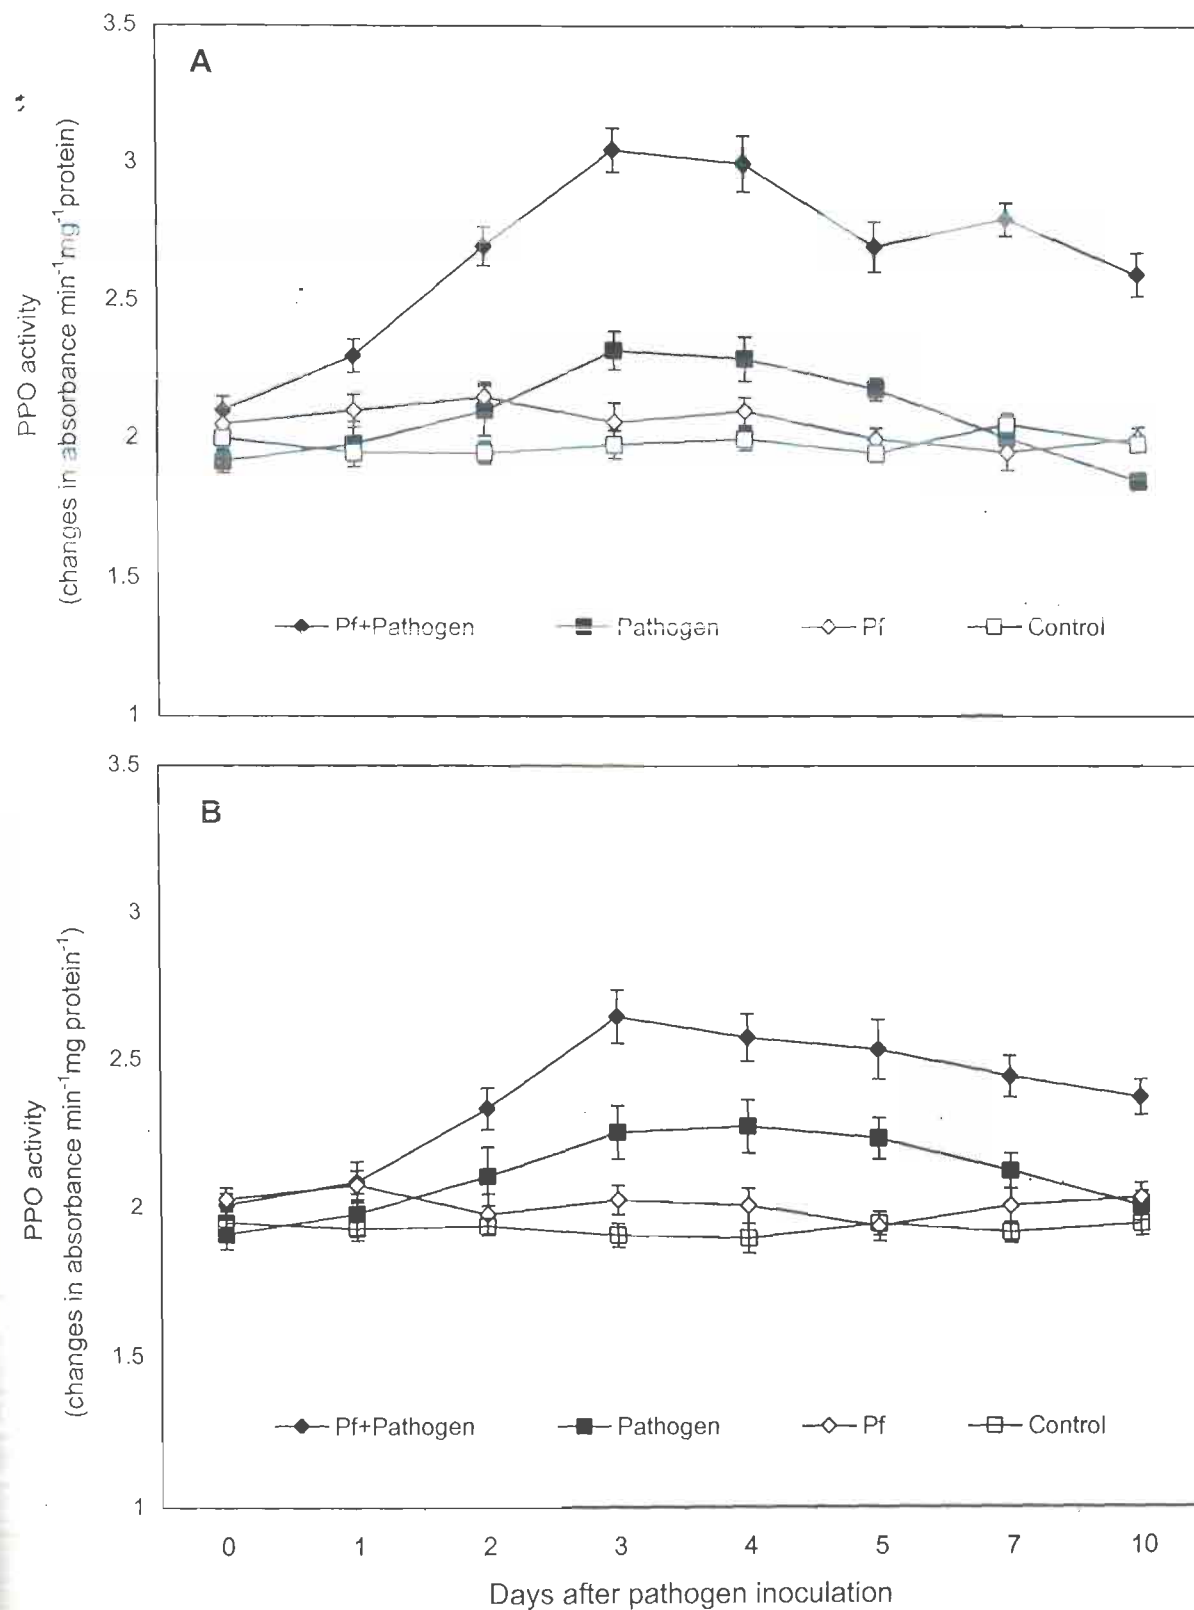 3.5
A
3
2.5
2
1.5
1
PPO activity
(changes in absorbance min-1mg-1protein)
Pf+Pathogen Pathogen Pf Control
3.5
B
3
2.5
2
1.5
1
PPO activity
(changes in absorbance min-1mg protein-1)
Pf+Pathogen Pathogen Pf Control
0 1 2 3 4 5 7 10
Days after pathogen inoculation